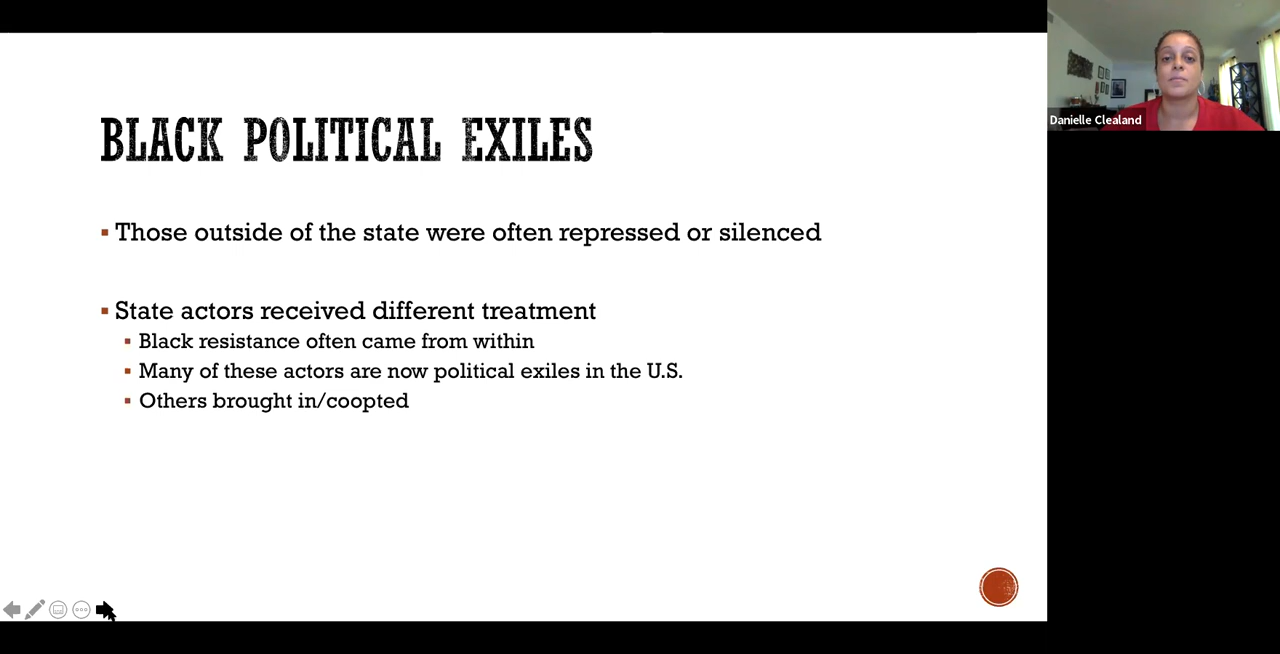 BLACK POLITICAL EXILES
Those outside of the state were often repressed or silenced
State actors received different treatment
Black resistance often came from within
Many of these actors are now political exiles in the U.S.
Others brought in/coopted
Danielle Clealand